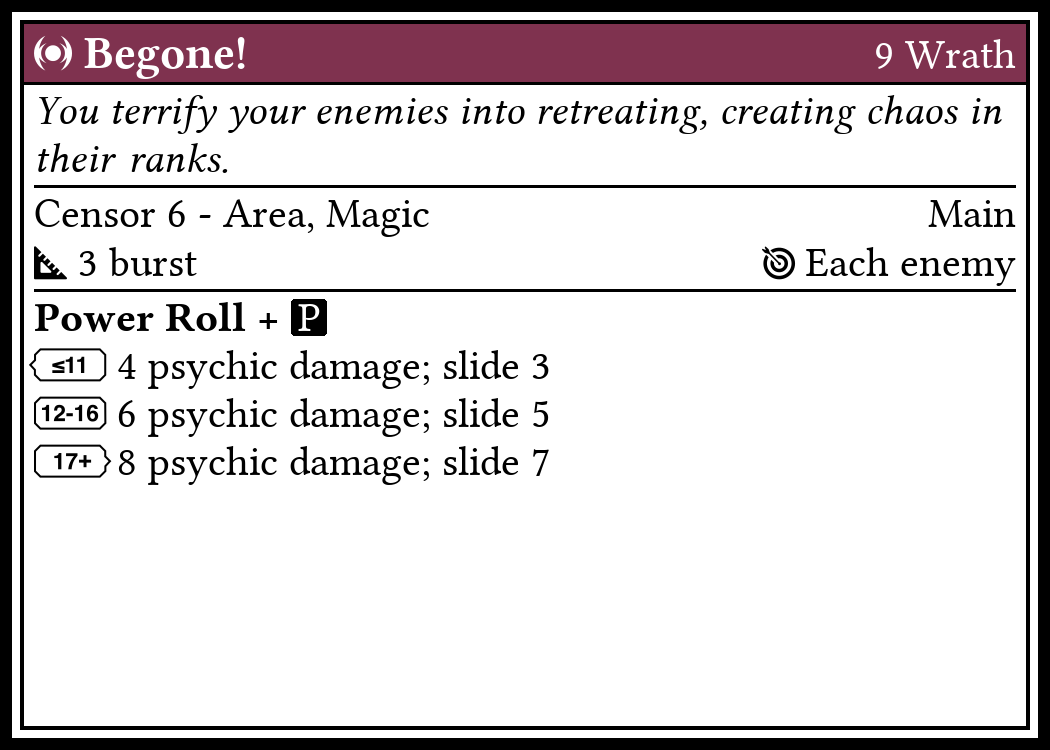 Begone! 9 Wrath
You terrify your enemies into retreating, creating chaos in
their ranks.
Censor 6 - Area, Magic Main
3 burst Each enemy
Power Roll + P
≤11 4 psychic damage; slide 3
12-16 6 psychic damage; slide 5
17+ 8 psychic damage; slide 7